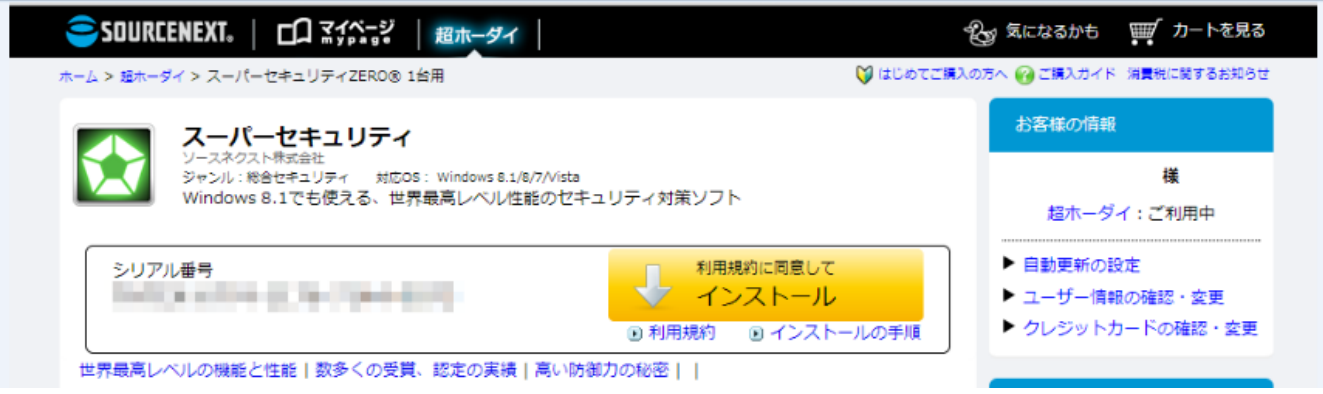 SOURCENEXT. マイページ mypage 超ホーダイ 気になるかも カートを見る
ホーム > 超ホーダイ > スーパーセキュリティZERO® 1台用 はじめてご購入の方へ ご購入ガイド 消費税に関するお知らせ
スーパーセキュリティ
ソースネクスト株式会社
ジャンル：総合セキュリティ 対応OS： Windows 8.1/8/7/Vista
Windows 8.1でも使える、世界最高レベル性能のセキュリティ対策ソフト
シリアル番号
利用規約に同意して
インストール
利用規約 インストールの手順
世界最高レベルの機能と性能 | 数多くの受賞、認定の実績 | 高い防御力の秘密 | |
お客様の情報
様
超ホーダイ：ご利用中
自動更新の設定
ユーザー情報の確認・変更
クレジットカードの確認・変更